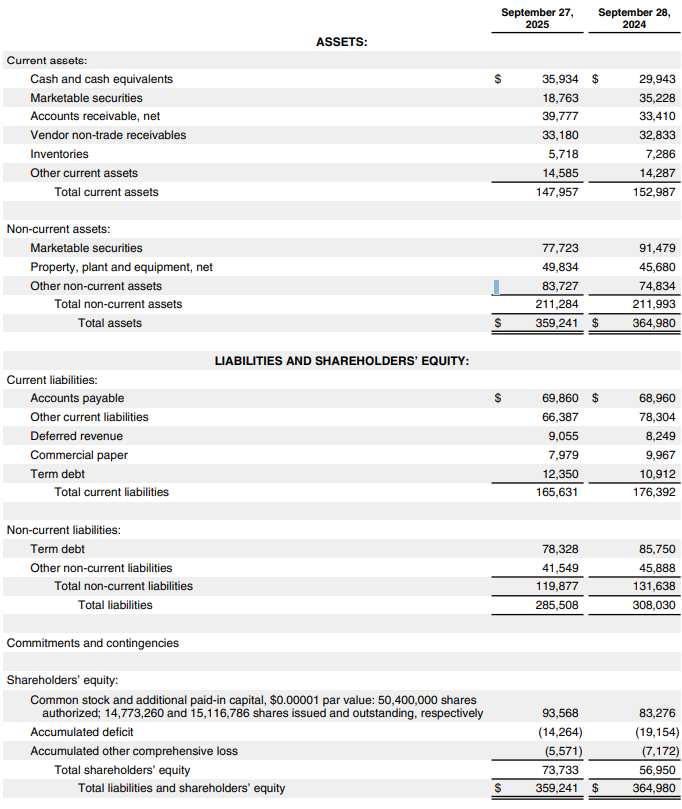 September 27, 2025 September 28, 2024
ASSETS:
Current assets:
Cash and cash equivalents $ 35,934 $ 29,943
Marketable securities 18,763 35,228
Accounts receivable, net 39,777 33,410
Vendor non-trade receivables 33,180 32,833
Inventories 5,718 7,286
Other current assets 14,585 14,287
Total current assets 147,957 152,987
Non-current assets:
Marketable securities 77,723 91,479
Property, plant and equipment, net 49,834 45,680
Other non-current assets 83,727 74,834
Total non-current assets 211,284 211,993
Total assets $ 359,241 $ 364,980
LIABILITIES AND SHAREHOLDERS’ EQUITY:
Current liabilities:
Accounts payable $ 69,860 $ 68,960
Other current liabilities 66,387 78,304
Deferred revenue 9,055 8,249
Commercial paper 7,979 9,967
Term debt 12,350 10,912
Total current liabilities 165,631 176,392
Non-current liabilities:
Term debt 78,328 85,750
Other non-current liabilities 41,549 45,888
Total non-current liabilities 119,877 131,638
Total liabilities 285,508 308,030
Commitments and contingencies
Shareholders’ equity:
Common stock and additional paid-in capital, $0.00001 par value: 50,400,000 shares
authorized; 14,773,260 and 15,116,786 shares issued and outstanding, respectively 93,568 83,276
Accumulated deficit (14,264) (19,154)
Accumulated other comprehensive loss (5,571) (7,172)
Total shareholders’ equity 73,733 56,950
Total liabilities and shareholders’ equity $ 359,241 $ 364,980